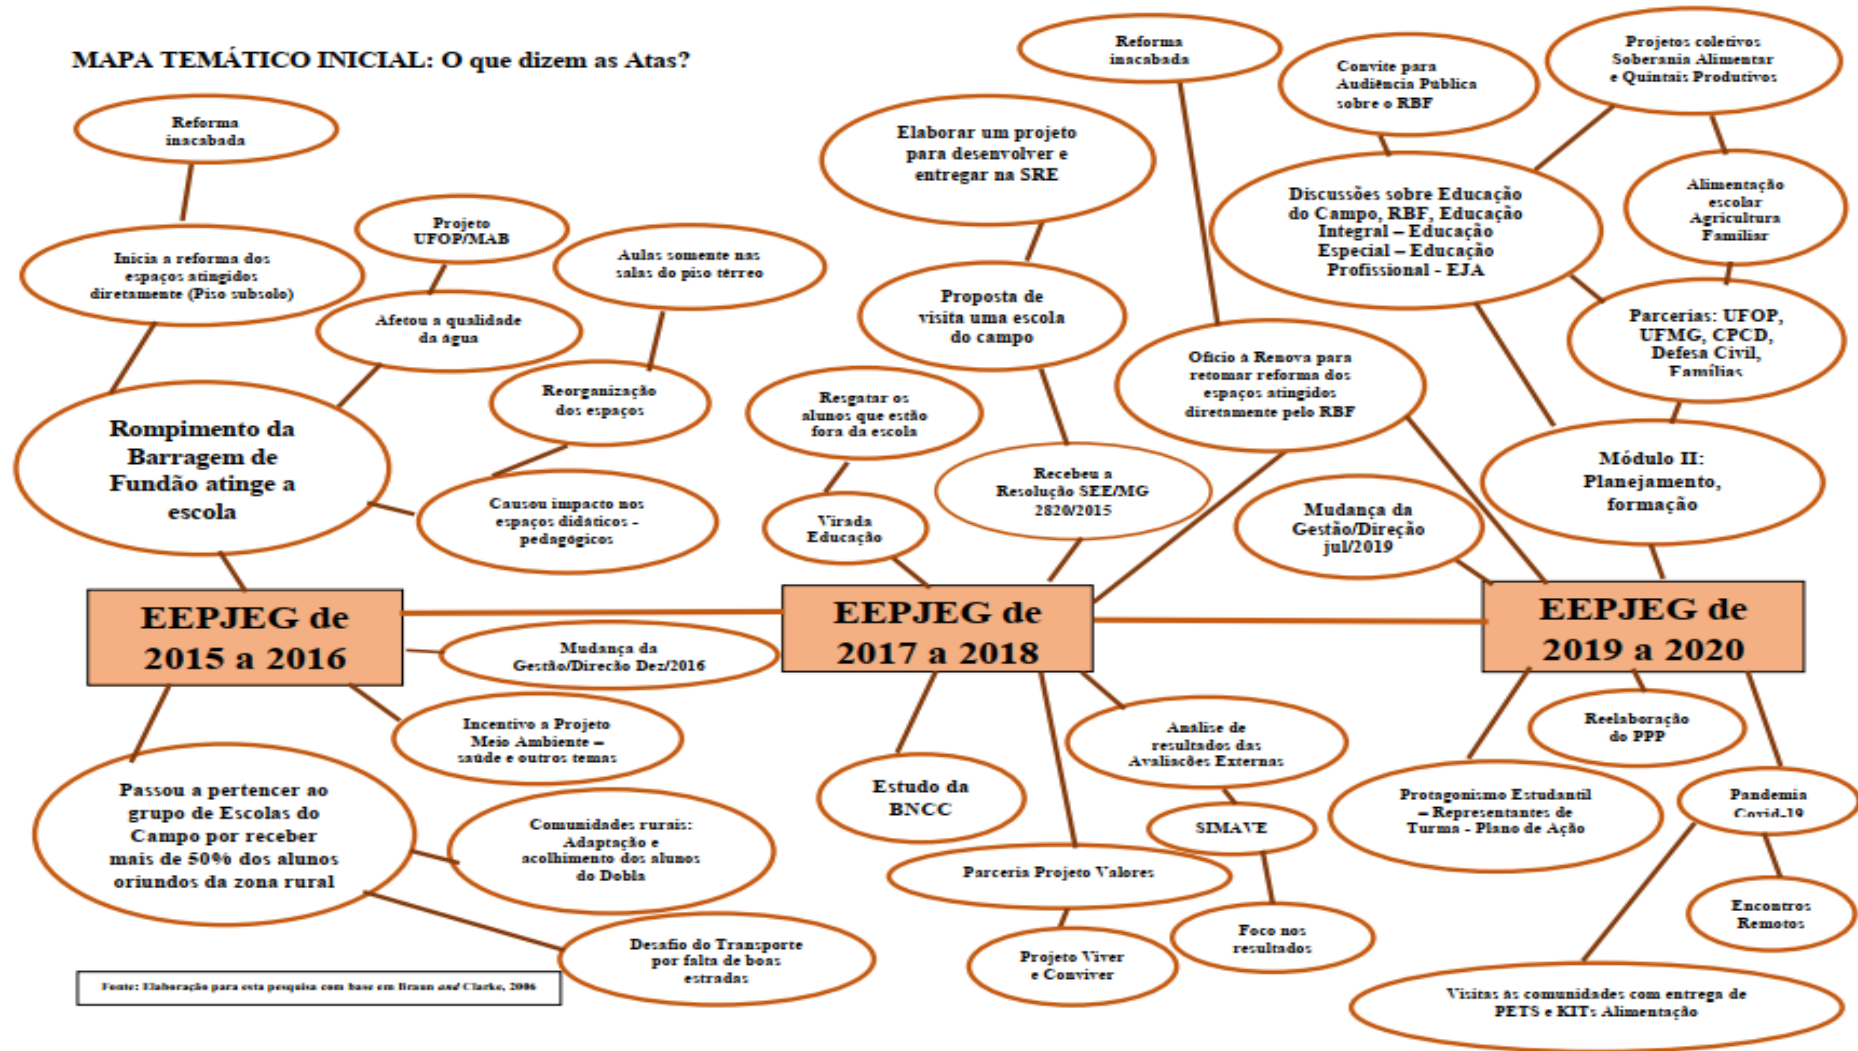 MAPA TEMÁTICO INICIAL: O que dizem as Atas?
Reforma
inacabada
Inicia a reforma dos
espaços atingidos
diretamente (Piso subsolo)
Projeto
UFOP/MAB
Afetou a qualidade
da água
Aulas somente nas
salas do piso térreo
Reorganização
dos espaços
Rompimento da
Barragem de
Fundão atinge a
escola
Causou impacto nos
espaços didáticos -
pedagógicos
EEPJEG de
2015 a 2016
Mudança da
Gestão/Direção Dez/2016
Incentivo a Projeto
Meio Ambiente –
saúde e outros temas
Passou a pertencer ao
grupo de Escolas do
Campo por receber
mais de 50% dos alunos
oriundos da zona rural
Comunidades rurais:
Adaptação e
acolhimento dos alunos
do Dobla
Desafio do Transporte
por falta de boas
estradas
Fonte: Elaboração para esta pesquisa com base em Braun and Clarke, 2006
Elaborar um projeto
para desenvolver e
entregar na SRE
Proposta de
visita uma escola
do campo
Resgatar os
alunos que estão
fora da escola
Virada
Educação
Recebeu a
Resolução SEE/MG
2820/2015
Reforma
inacabada
Ofício à Renova para
retomar reforma dos
espaços atingidos
diretamente pelo RBF
EEPJEG de
2017 a 2018
Estudo da
BNCC
Análise de
resultados das
Avaliações Externas
SIMAVE
Foco nos
resultados
Parceria Projeto Valores
Projeto Viver
e Conviver
Convite para
Audiência Pública
sobre o RBF
Projetos coletivos
Soberania Alimentar
e Quintais Produtivos
Discussões sobre Educação
do Campo, RBF, Educação
Integral – Educação
Especial – Educação
Profissional - EJA
Alimentação
escolar
Agricultura
Familiar
Parcerias: UFOP,
UFMG, CPCD,
Defesa Civil,
Famílias
Módulo II:
Planejamento,
formação
Mudança da
Gestão/Direção
jul/2019
EEPJEG de
2019 a 2020
Reelaboração
do PPP
Protagonismo Estudantil
– Representantes de
Turma - Plano de Ação
Pandemia
Covid-19
Encontros
Remotos
Visitas às comunidades com entrega de
PETS e KITs Alimentação